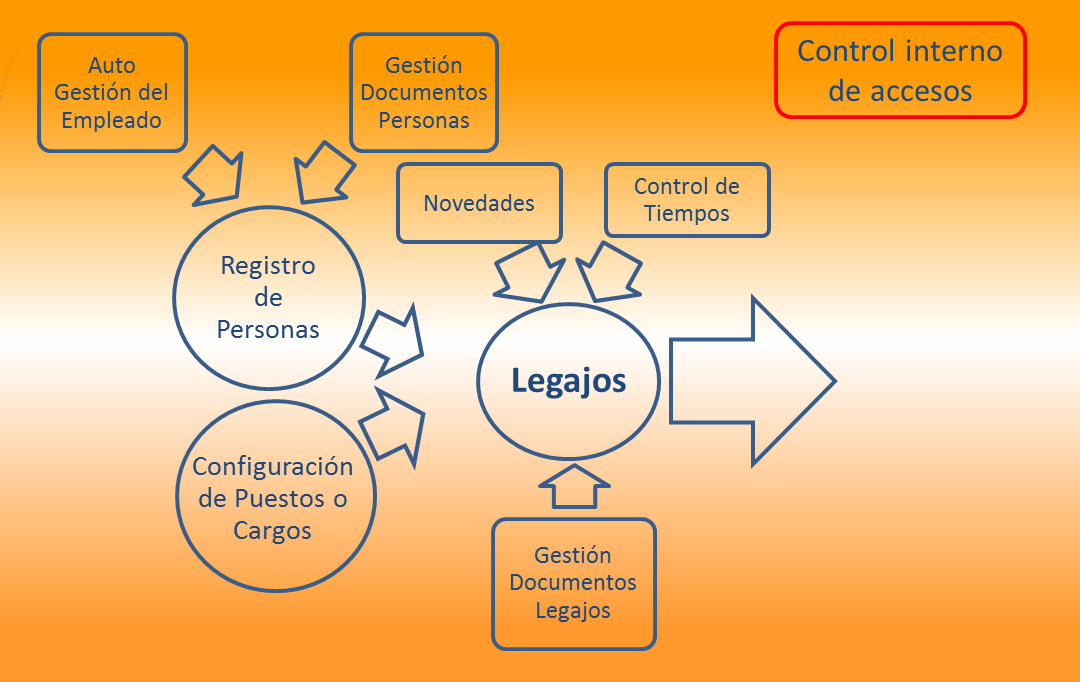 Auto
Gestión del
Empleado
Gestión
Documentos
Personas
Control interno
de accesos
Novedades
Control de
Tiempos
Registro
de
Personas
Legajos
Configuración
de Puestos o
Cargos
Gestión
Documentos
Legajos